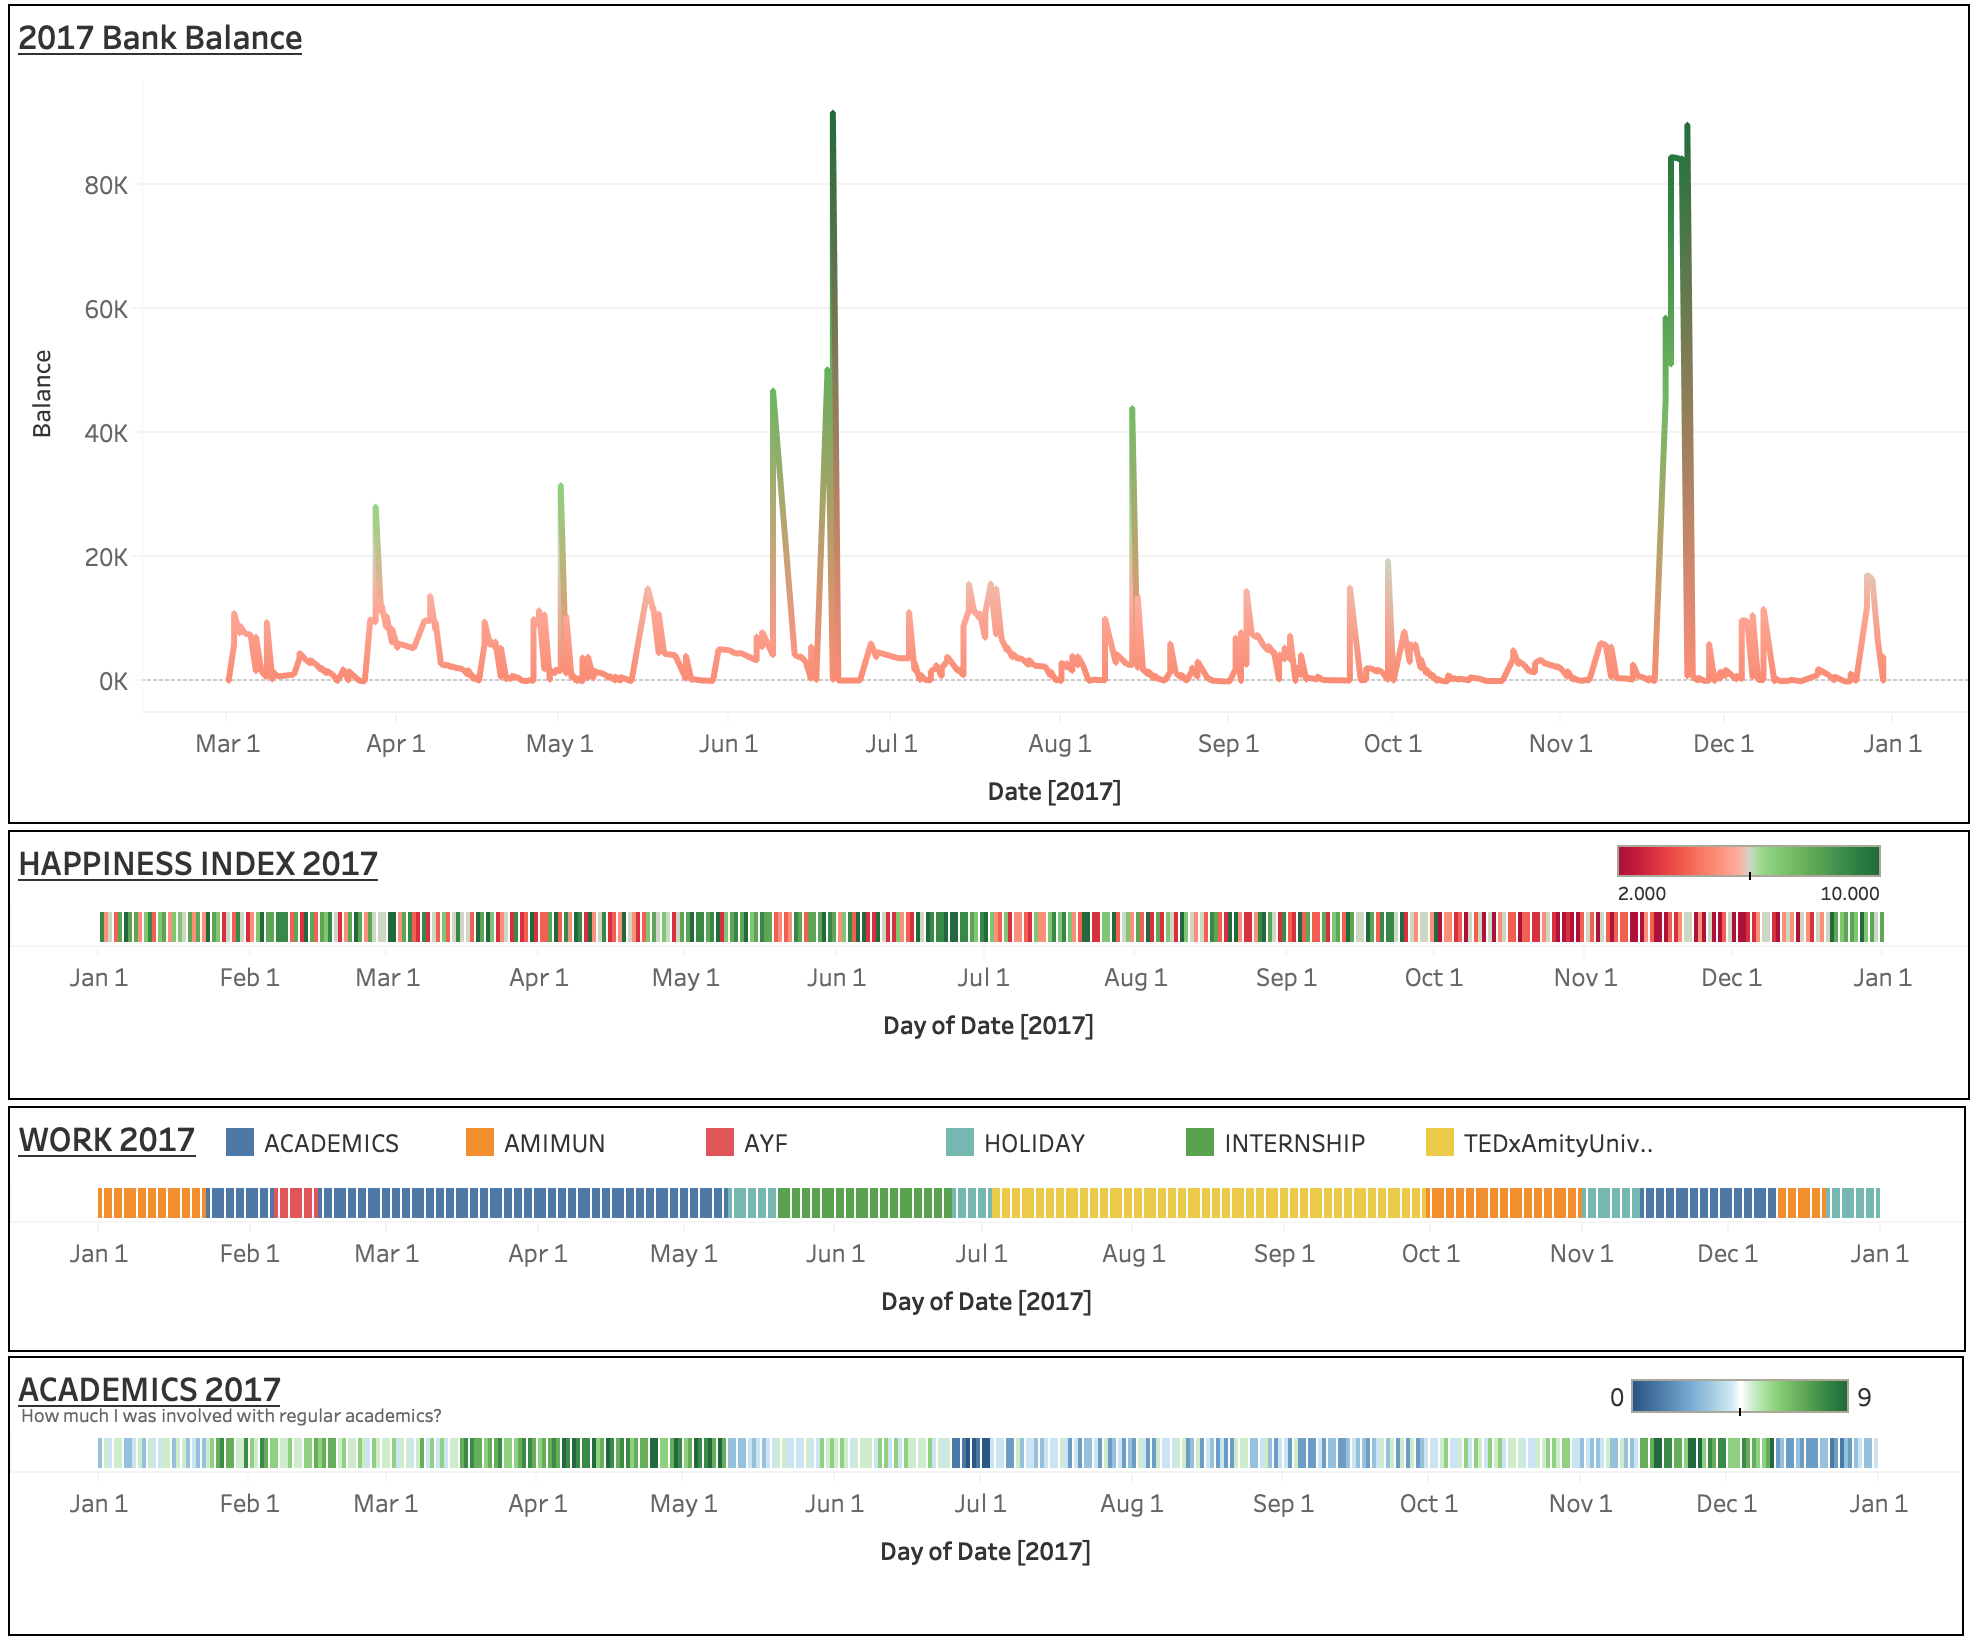 2017 Bank Balance
80K
60K
40K
20K
0K
Balance
Mar 1 Apr 1 May 1 Jun 1 Jul 1 Aug 1 Sep 1 Oct 1 Nov 1 Dec 1 Jan 1
Date [2017]
HAPPINESS INDEX 2017
2.000 10.000
Jan 1 Feb 1 Mar 1 Apr 1 May 1 Jun 1 Jul 1 Aug 1 Sep 1 Oct 1 Nov 1 Dec 1 Jan 1
Day of Date [2017]
WORK 2017 ACADEMICS AMIMUN AYF HOLIDAY INTERNSHIP TEDxAmityUniv..
Jan 1 Feb 1 Mar 1 Apr 1 May 1 Jun 1 Jul 1 Aug 1 Sep 1 Oct 1 Nov 1 Dec 1 Jan 1
Day of Date [2017]
ACADEMICS 2017
0 9
How much I was involved with regular academics?
Jan 1 Feb 1 Mar 1 Apr 1 May 1 Jun 1 Jul 1 Aug 1 Sep 1 Oct 1 Nov 1 Dec 1 Jan 1
Day of Date [2017]